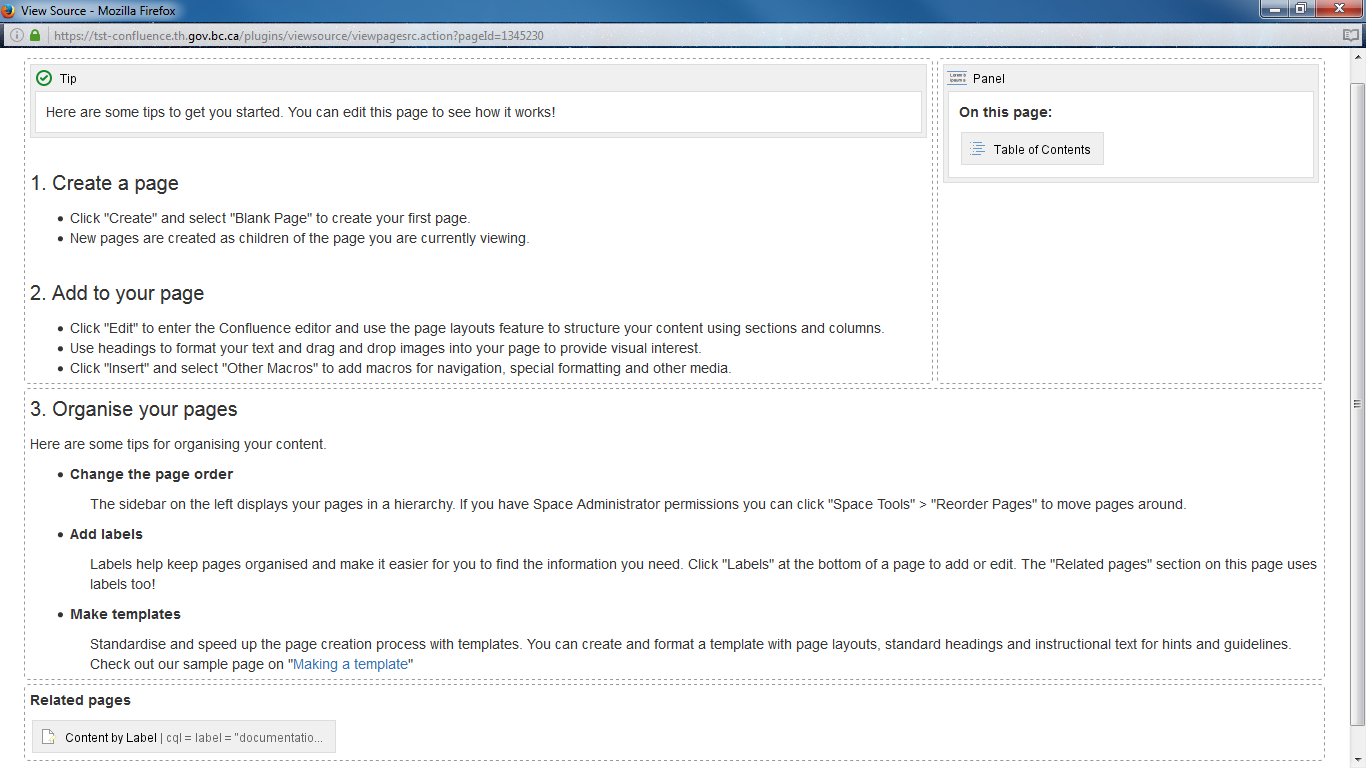 View Source - Mozilla Firefox
https://tst-confluence.th.gov.bc.ca/plugins/viewsource/viewpagesrc.action?pageId=1345230
Tip
Here are some tips to get you started. You can edit this page to see how it works!
Panel
On this page:
Table of Contents
1. Create a page
• Click "Create" and select "Blank Page" to create your first page.
• New pages are created as children of the page you are currently viewing.
2. Add to your page
• Click "Edit" to enter the Confluence editor and use the page layouts feature to structure your content using sections and columns.
• Use headings to format your text and drag and drop images into your page to provide visual interest.
• Click "Insert" and select "Other Macros" to add macros for navigation, special formatting and other media.
3. Organise your pages
Here are some tips for organising your content.
• Change the page order
The sidebar on the left displays your pages in a hierarchy. If you have Space Administrator permissions you can click "Space Tools" > "Reorder Pages" to move pages around.
• Add labels
Labels help keep pages organised and make it easier for you to find the information you need. Click "Labels" at the bottom of a page to add or edit. The "Related pages" section on this page uses
labels too!
• Make templates
Standardise and speed up the page creation process with templates. You can create and format a template with page layouts, standard headings and instructional text for hints and guidelines.
Check out our sample page on "Making a template"
Related pages
Content by Label | cql = label = "documentatio...